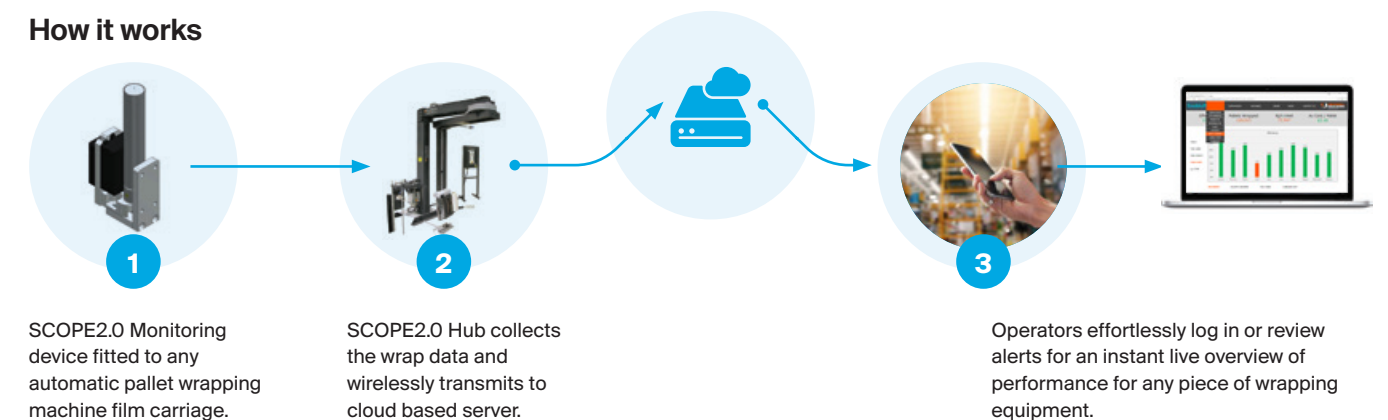 How it works
1
2
3
SCOPE2.0 Monitoring
device fitted to any
automatic pallet wrapping
machine film carriage.
SCOPE2.0 Hub collects
the wrap data and
wirelessly transmits to
cloud based server.
Operators effortlessly log in or review
alerts for an instant live overview of
performance for any piece of wrapping
equipment.